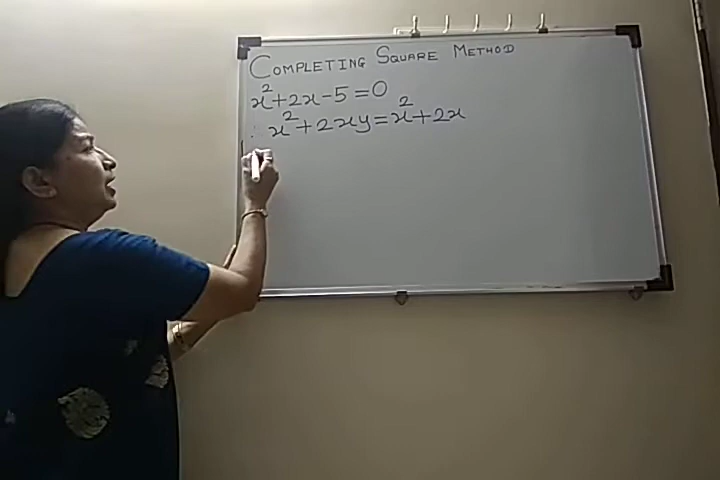 COMPLETING SQUARE METHOD
x²+2x-5=0
∴ x²+2xy=x²+2x